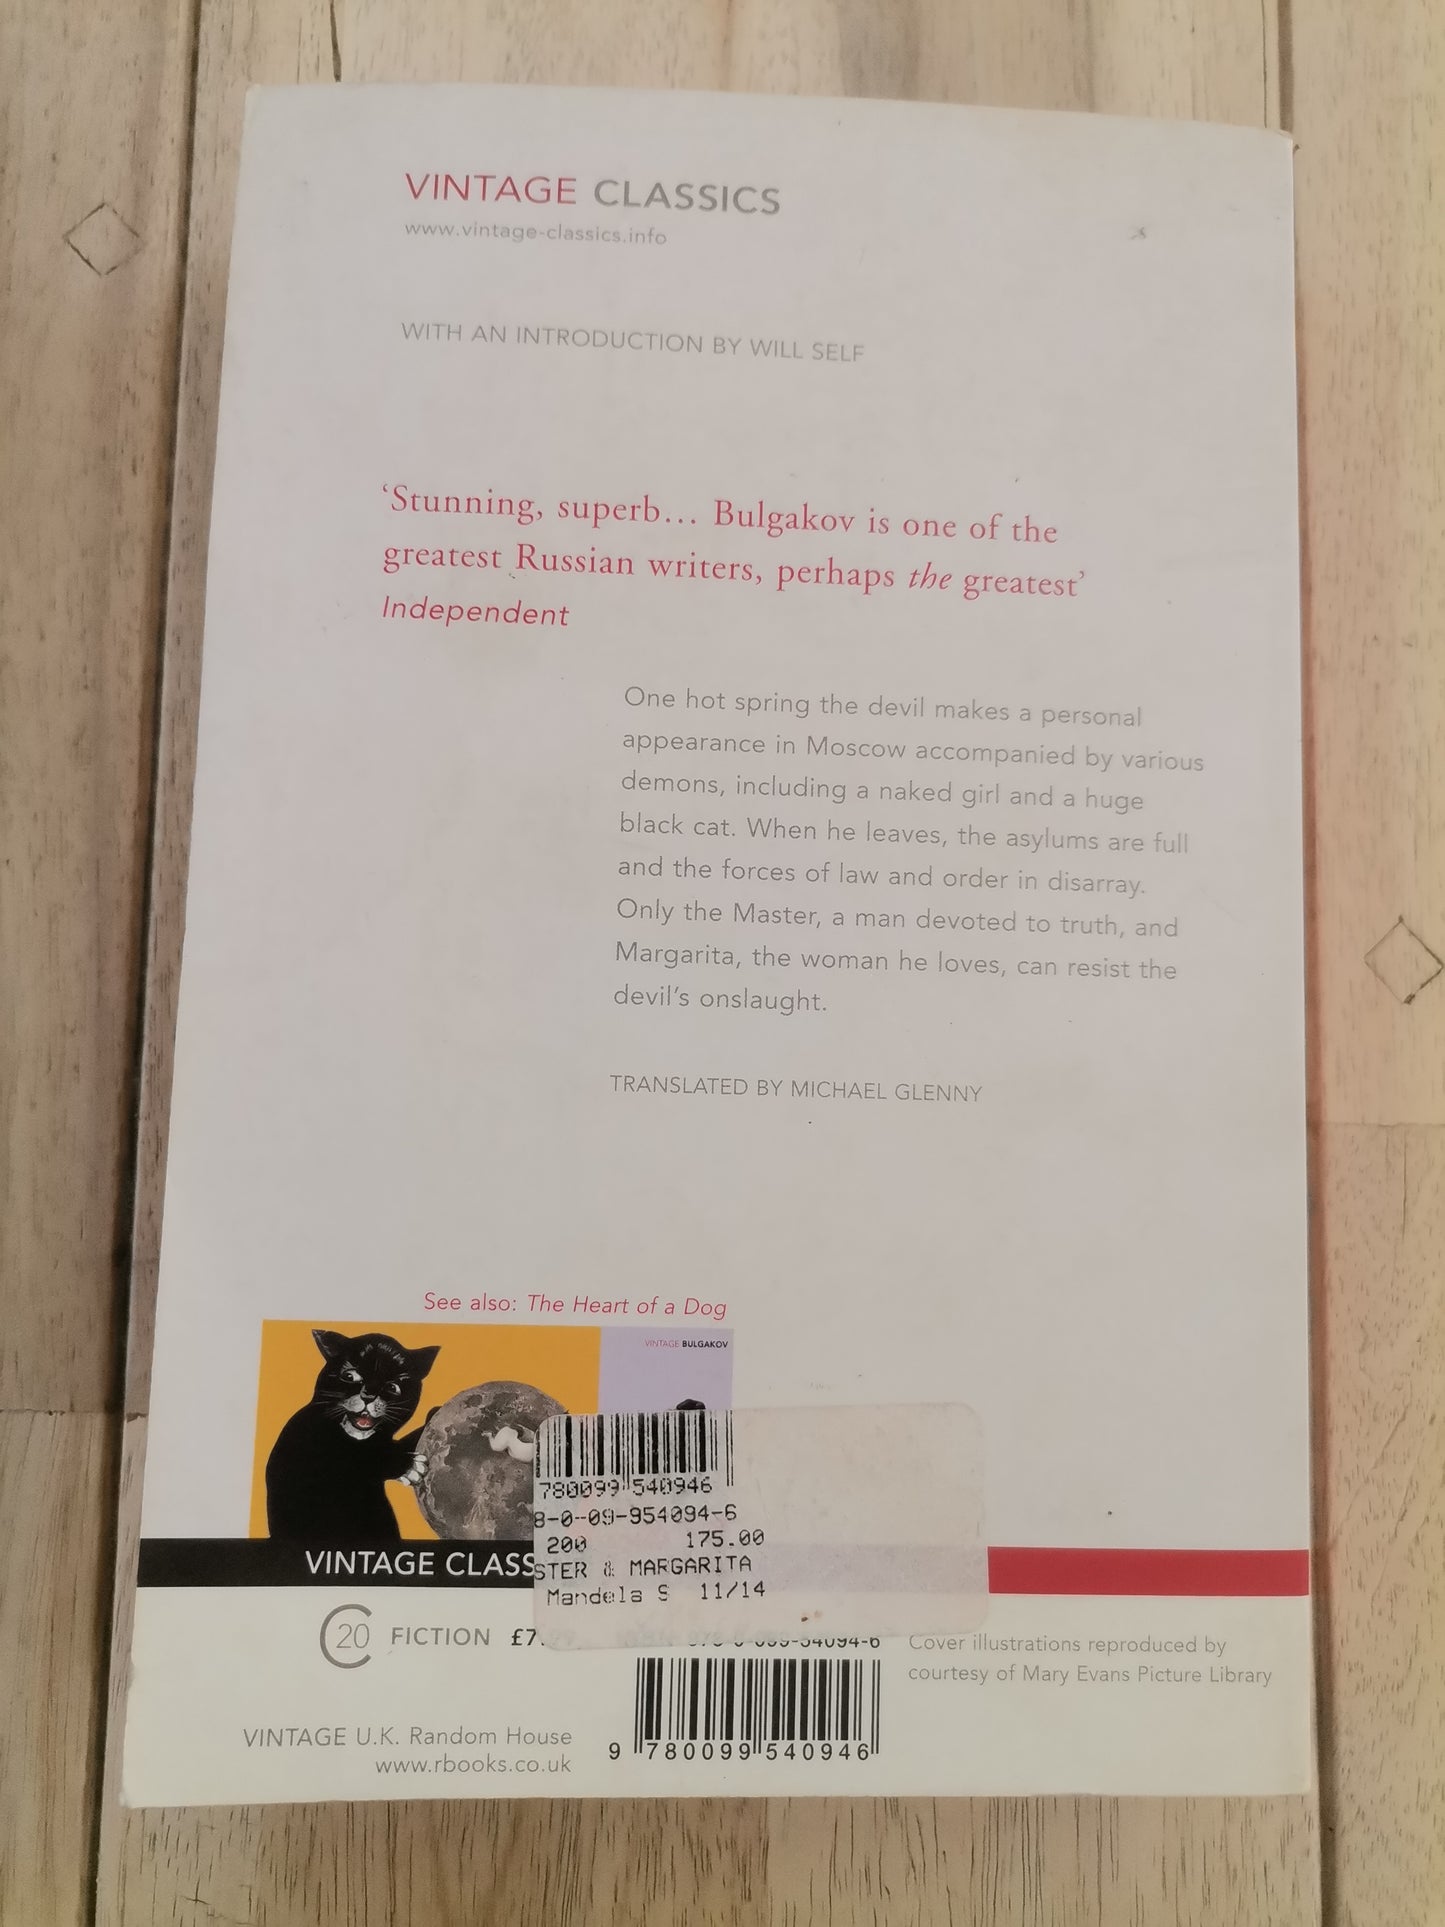 VINTAGE CLASSICS
www.vintage-classics.info
WITH AN INTRODUCTION BY WILL SELF
‘Stunning, superb... Bulgakov is one of the
greatest Russian writers, perhaps the greatest’
Independent
One hot spring the devil makes a personal
appearance in Moscow accompanied by various
demons, including a naked girl and a huge
black cat. When he leaves, the asylums are full
and the forces of law and order in disarray.
Only the Master, a man devoted to truth, and
Margarita, the woman he loves, can resist the
devil’s onslaught.
TRANSLATED BY MICHAEL GLENNY
See also: The Heart of a Dog
VINTAGE BULGAKOV
780099 540946
8-0-09-954094-6
200 175.00
STER & MARGARITA
Mandela S 11/14
VINTAGE CLASS
C20 FICTION £7.
-54094-6
Cover illustrations reproduced by
courtesy of Mary Evans Picture Library
VINTAGE U.K. Random House
www.rbooks.co.uk
9 780099 540946